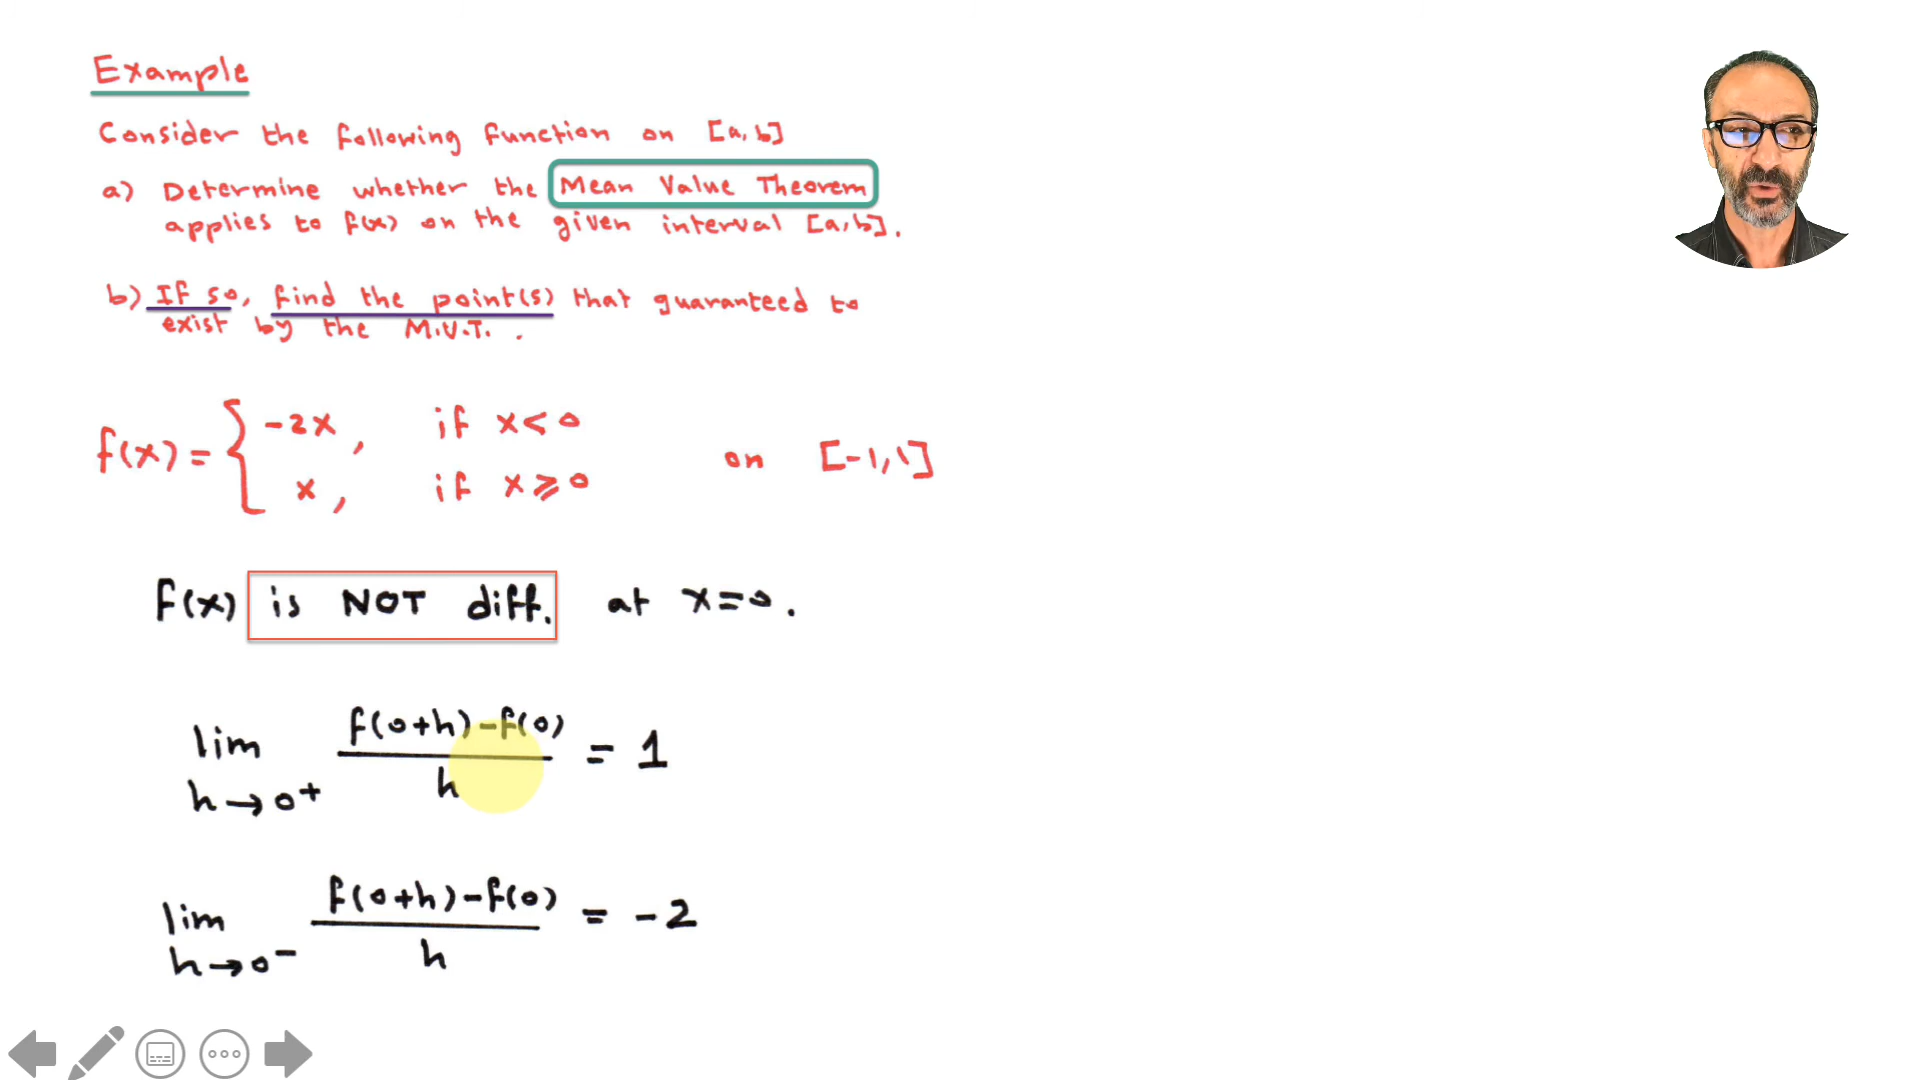 Example
Consider the following function on [a,b]
a) Determine whether the Mean Value Theorem
applies to f(x) on the given interval [a,b].
b) If so, find the point(s) that guaranteed to
exist by the M.V.T. .
f(x) = { -2x, if x < 0
x, if x ⩾ 0 on [-1,1]
f(x) is NOT diff. at x=0.
lim h→0+ f(0+h)-f(0) / h = 1
lim h→0- f(0+h)-f(0) / h = -2